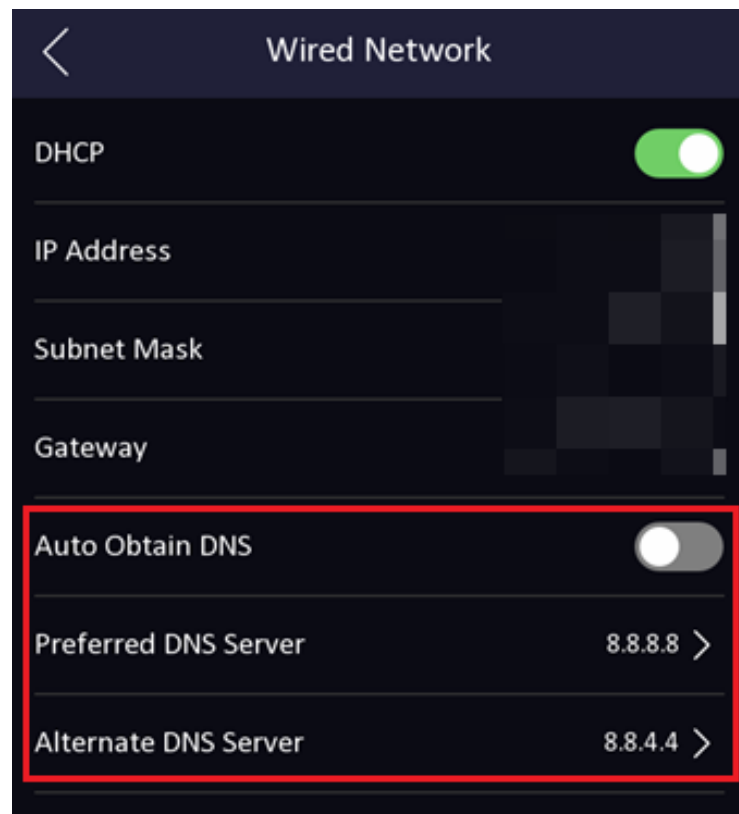 Wired Network
DHCP
IP Address
Subnet Mask
Gateway
Auto Obtain DNS
Preferred DNS Server 8.8.8.8
Alternate DNS Server 8.8.4.4